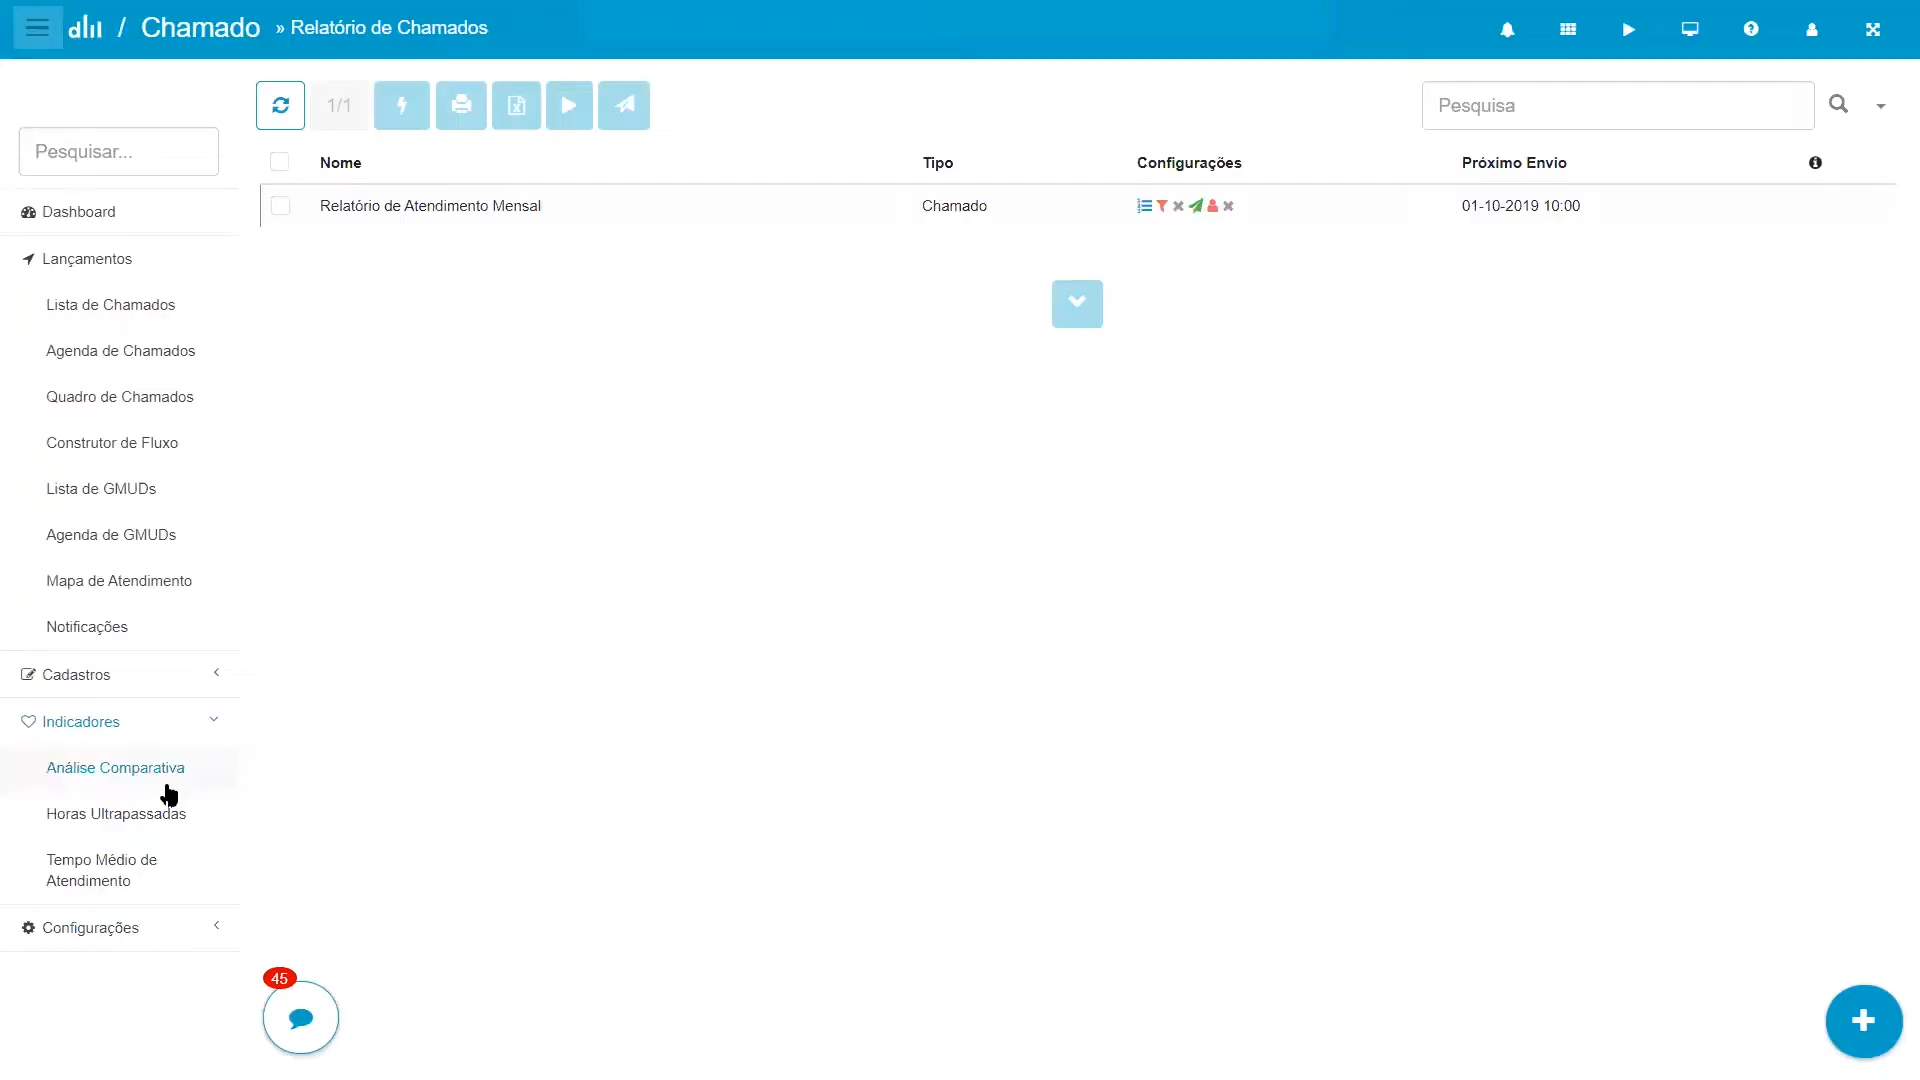 dlll / Chamado » Relatório de Chamados
1/1
Pesquisa
Pesquisar...
Nome Tipo Configurações Próximo Envio
Relatório de Atendimento Mensal Chamado 01-10-2019 10:00
Dashboard
Lançamentos
Lista de Chamados
Agenda de Chamados
Quadro de Chamados
Construtor de Fluxo
Lista de GMUDs
Agenda de GMUDs
Mapa de Atendimento
Notificações
Cadastros
Indicadores
Análise Comparativa
Horas Ultrapassadas
Tempo Médio de
Atendimento
Configurações
45